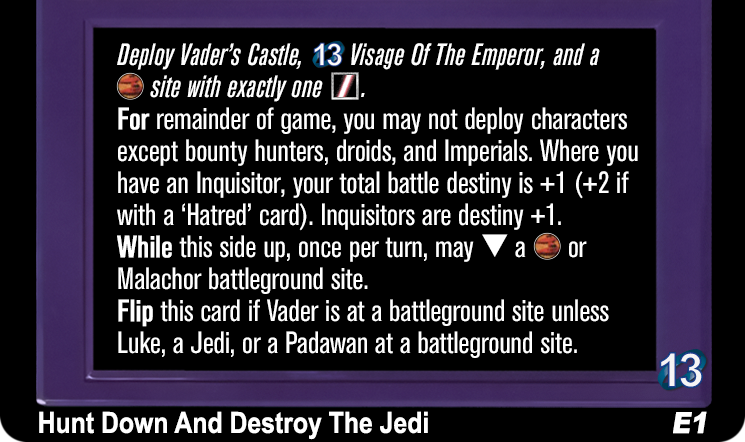 Deploy Vader's Castle, 13 Visage Of The Emperor, and a
site with exactly one .
For remainder of game, you may not deploy characters
except bounty hunters, droids, and Imperials. Where you
have an Inquisitor, your total battle destiny is +1 (+2 if
with a 'Hatred' card). Inquisitors are destiny +1.
While this side up, once per turn, may ▼ a or
Malachor battleground site.
Flip this card if Vader is at a battleground site unless
Luke, a Jedi, or a Padawan at a battleground site.
13
Hunt Down And Destroy The Jedi E1